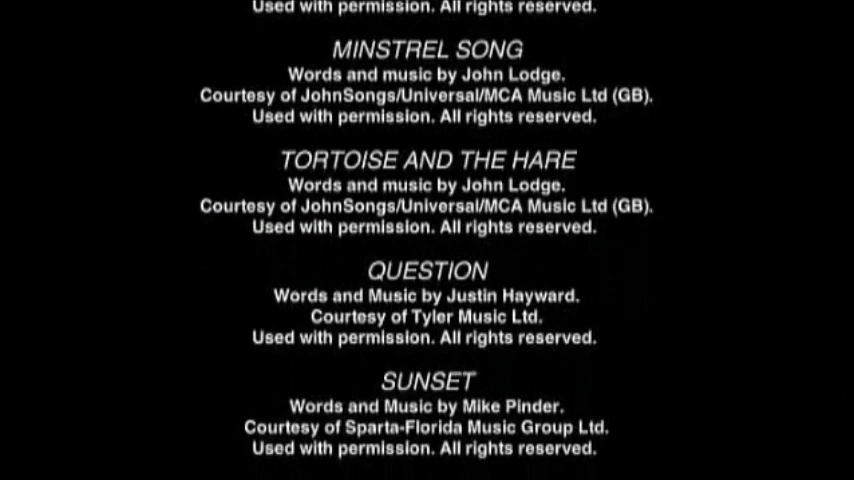 Used with permission. All rights reserved.
MINSTREL SONG
Words and music by John Lodge.
Courtesy of JohnSongs/Universal/MCA Music Ltd (GB).
Used with permission. All rights reserved.
TORTOISE AND THE HARE
Words and music by John Lodge.
Courtesy of JohnSongs/Universal/MCA Music Ltd (GB).
Used with permission. All rights reserved.
QUESTION
Words and Music by Justin Hayward.
Courtesy of Tyler Music Ltd.
Used with permission. All rights reserved.
SUNSET
Words and Music by Mike Pinder.
Courtesy of Sparta-Florida Music Group Ltd.
Used with permission. All rights reserved.